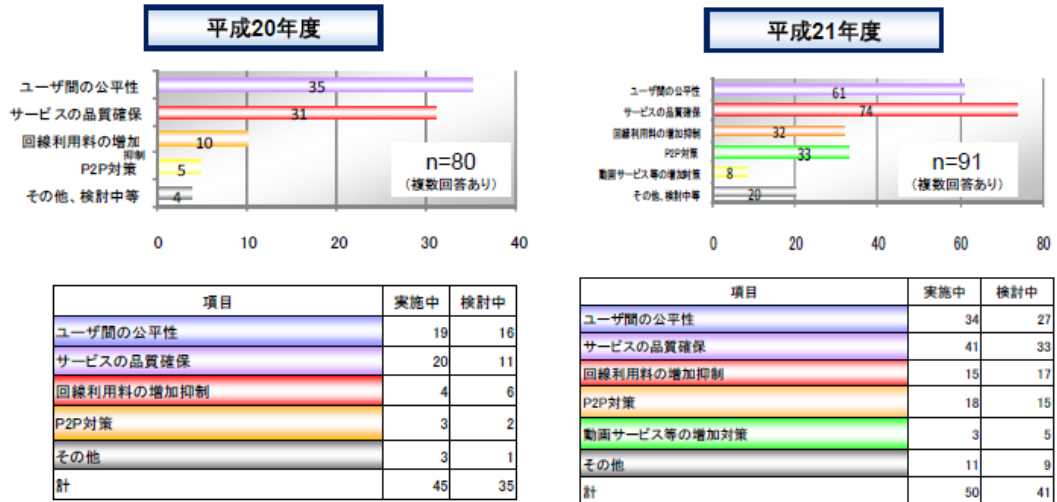 平成20年度
ユーザ間の公平性
35
サービスの品質確保
31
回線利用料の増加
抑制
10
P2P対策
5
その他、検討中等
4
n=80
(複数回答あり)
0 10 20 30 40
項目 実施中 検討中
ユーザ間の公平性 19 16
サービスの品質確保 20 11
回線利用料の増加抑制 4 6
P2P対策 3 2
その他 3 1
計 45 35
平成21年度
ユーザ間の公平性
61
サービスの品質確保
74
回線利用料の増加抑制
32
P2P対策
33
動画サービス等の増加対策
8
その他、検討中等
20
n=91
(複数回答あり)
0 20 40 60 80
項目 実施中 検討中
ユーザ間の公平性 34 27
サービスの品質確保 41 33
回線利用料の増加抑制 15 17
P2P対策 18 15
動画サービス等の増加対策 3 5
その他 11 9
計 50 41